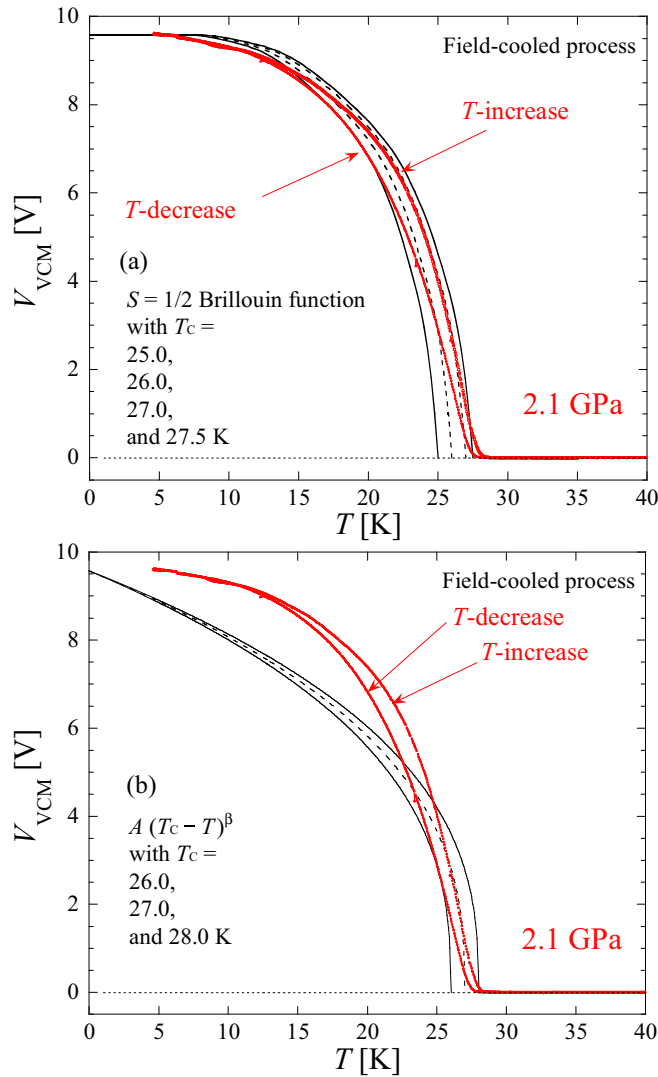 10
8
6
4
2
0
V_VCM [V]
Field-cooled process
T-increase
T-decrease
(a)
S = 1/2 Brillouin function
with T_C =
25.0,
26.0,
27.0,
and 27.5 K
2.1 GPa
0 5 10 15 20 25 30 35 40
T [K]
10
8
6
4
2
0
V_VCM [V]
Field-cooled process
T-decrease
T-increase
(b)
A (T_C − T)^β
with T_C =
26.0,
27.0,
and 28.0 K
2.1 GPa
0 5 10 15 20 25 30 35 40
T [K]